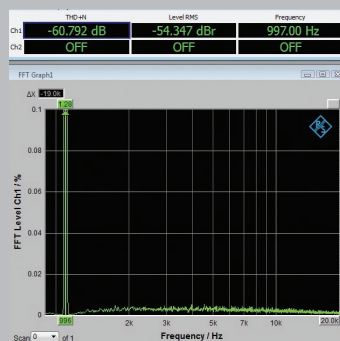 THD+N Level RMS Frequency
Ch1 -60.792 dB -54.347 dBr 997.00 Hz
Ch2 OFF OFF OFF
FFT Graph1
ΔX -19.0k
1.28
0.1
0.08
0.06
0.04
0.02
0
FFT Level Ch1 / %
996 2k 3k 5k 7k 10k 20.0k
Frequency / Hz
Scan 0 of 1